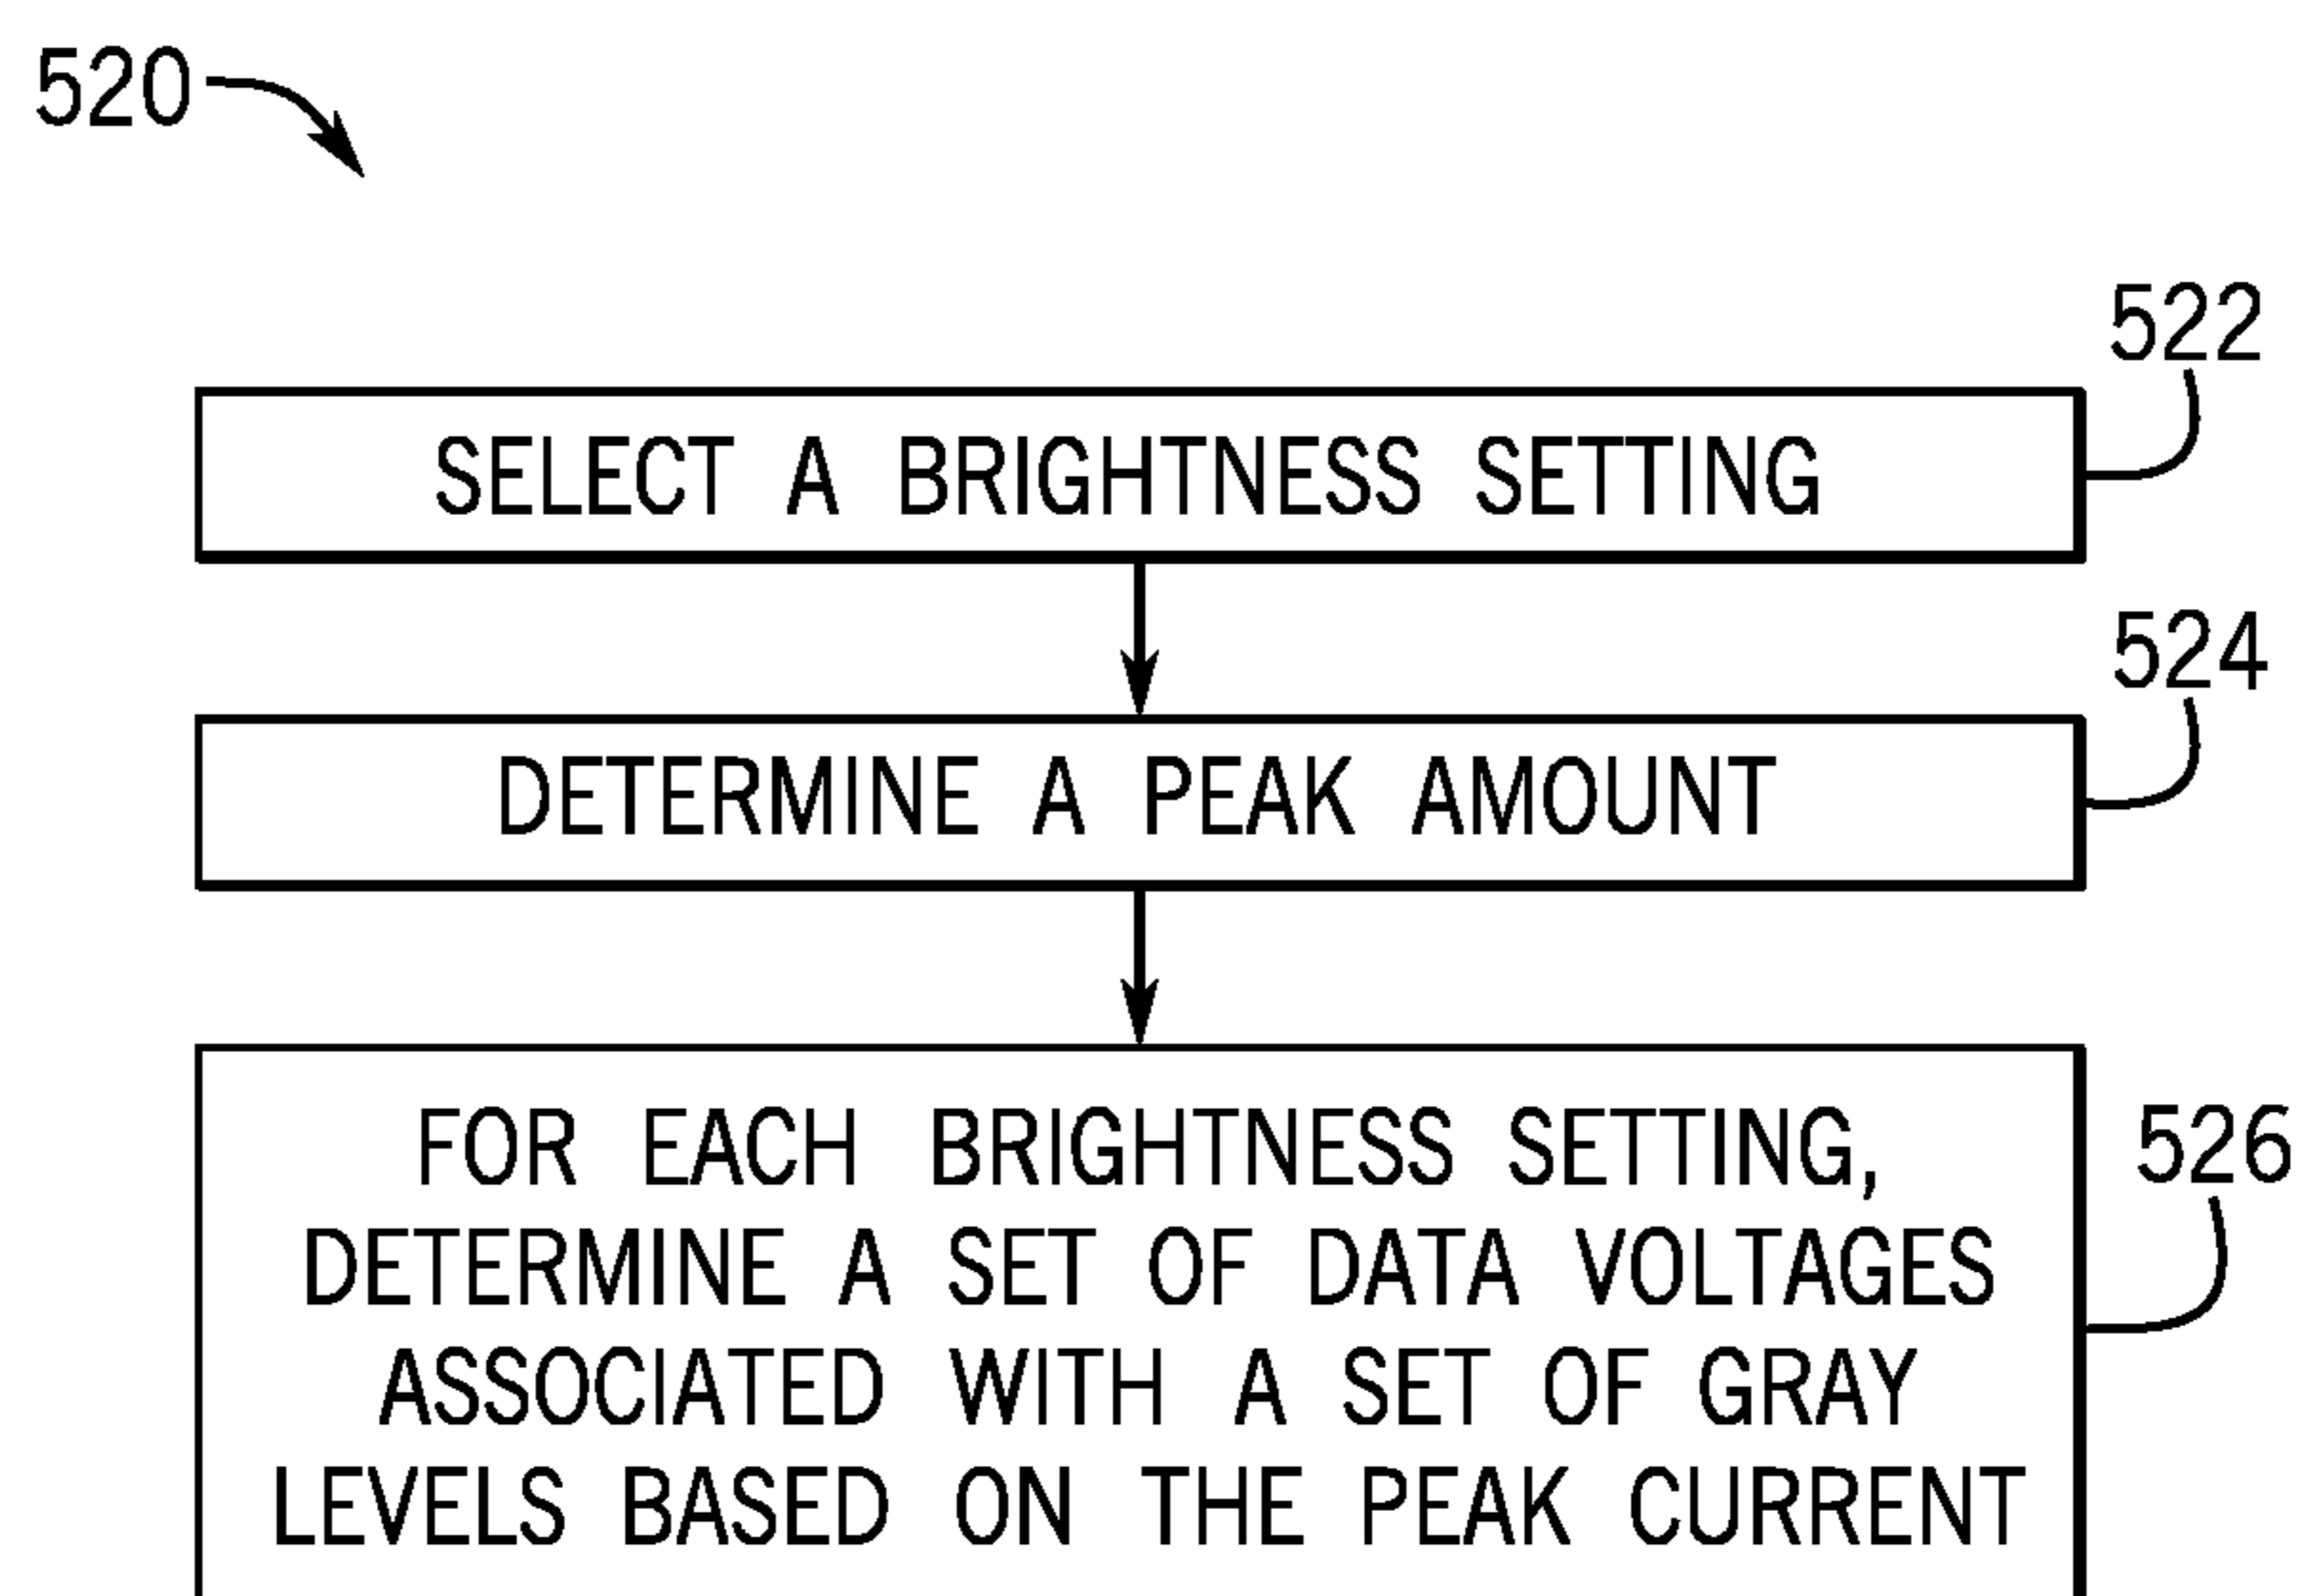 520
522
SELECT A BRIGHTNESS SETTING
524
DETERMINE A PEAK AMOUNT
526
FOR EACH BRIGHTNESS SETTING,
DETERMINE A SET OF DATA VOLTAGES
ASSOCIATED WITH A SET OF GRAY
LEVELS BASED ON THE PEAK CURRENT